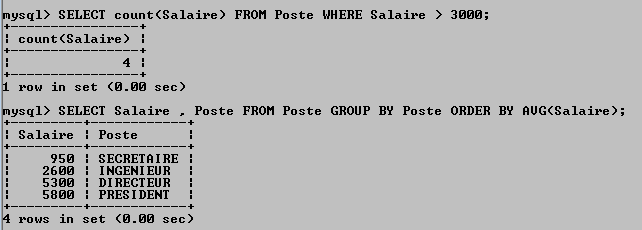 mysql> SELECT count(Salaire) FROM Poste WHERE Salaire > 3000;
+----------------+
| count(Salaire) |
+----------------+
|              4 |
+----------------+
1 row in set (0.00 sec)
mysql> SELECT Salaire , Poste FROM Poste GROUP BY Poste ORDER BY AVG(Salaire);
+---------+------------+
| Salaire | Poste      |
+---------+------------+
|     950 | SECRETAIRE |
|    2600 | INGENIEUR  |
|    5300 | DIRECTEUR  |
|    5800 | PRESIDENT  |
+---------+------------+
4 rows in set (0.00 sec)